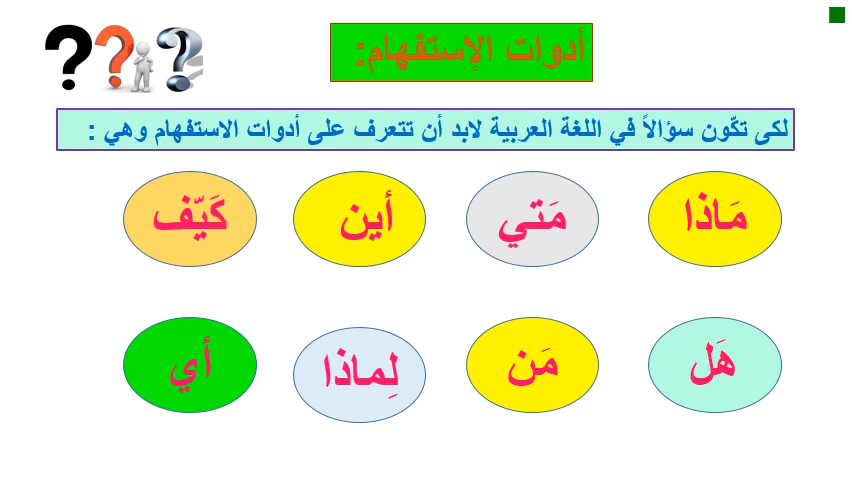 أدوات الإستفهام:
لكى تكّون سؤالاً في اللغة العربية لابد أن تتعرف على أدوات الاستفهام وهي :
مَاذا
مَتي
أين
كَيّف
هَل
مَن
لِماذا
أي